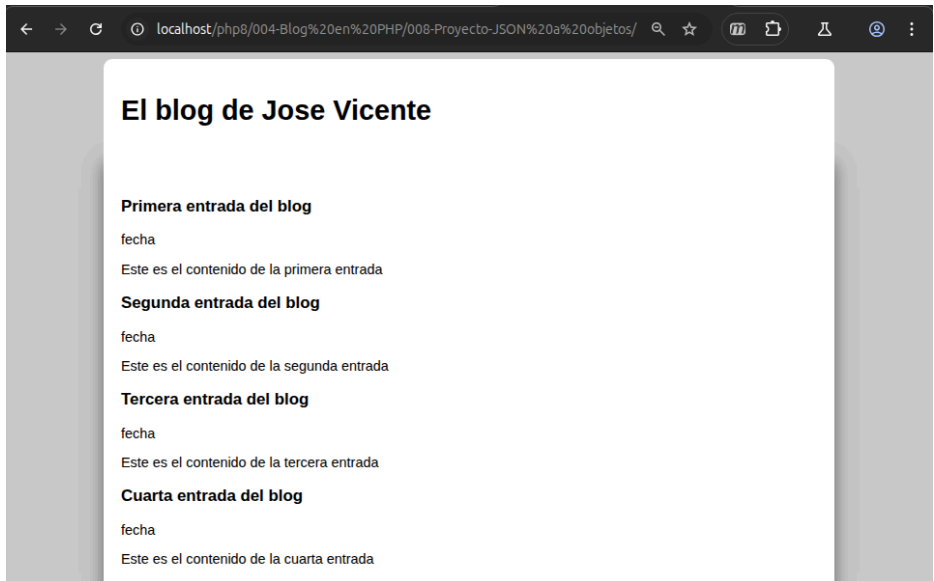 localhost/php8/004-Blog%20en%20PHP/008-Proyecto-JSON%20a%20objetos/
El blog de Jose Vicente
Primera entrada del blog
fecha
Este es el contenido de la primera entrada
Segunda entrada del blog
fecha
Este es el contenido de la segunda entrada
Tercera entrada del blog
fecha
Este es el contenido de la tercera entrada
Cuarta entrada del blog
fecha
Este es el contenido de la cuarta entrada